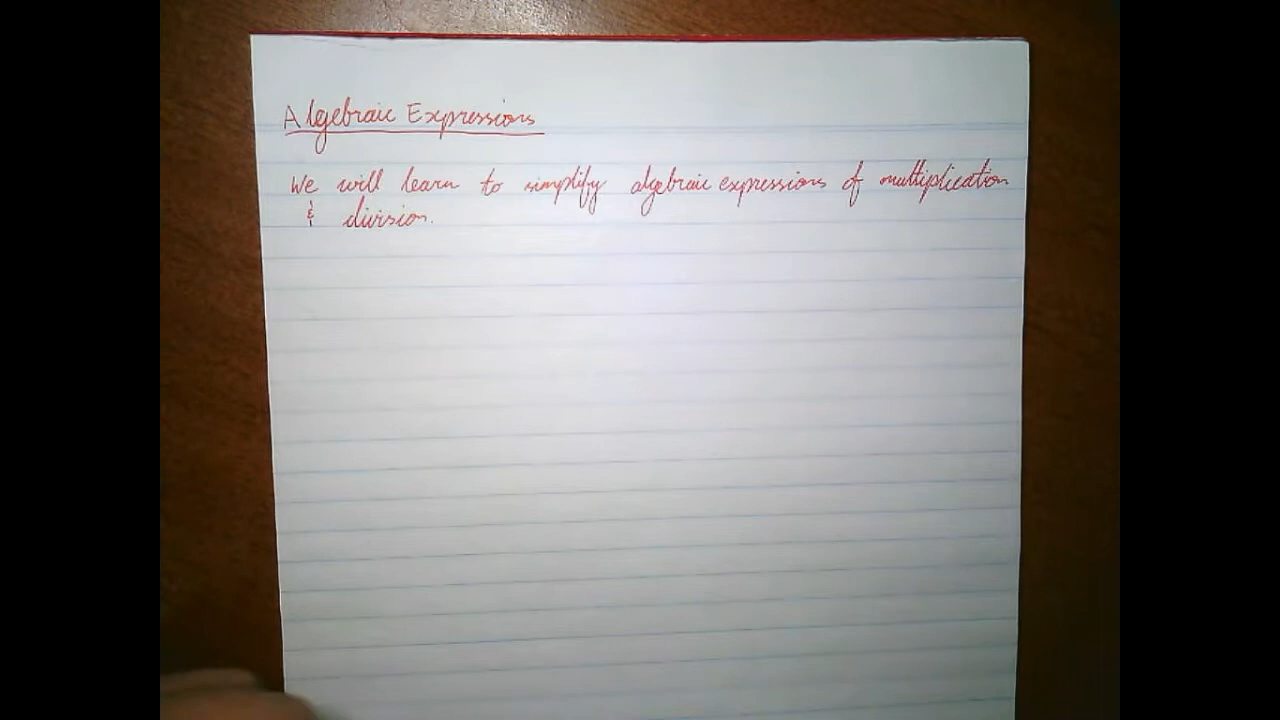 Algebraic Expressions
We will learn to simplify algebraic expressions of multiplication
& division.